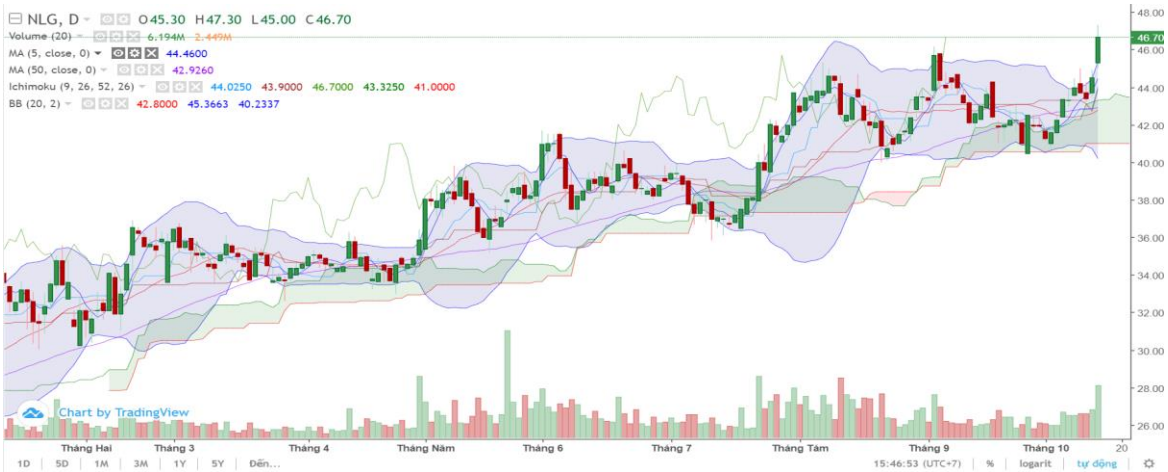 NLG, D O45.30 H47.30 L45.00 C46.70
Volume (20) 6.194M 2.449M
MA (5, close, 0) 44.4600
MA (50, close, 0) 42.9260
Ichimoku (9, 26, 52, 26) 44.0250 43.9000 46.7000 43.3250 41.0000
BB (20, 2) 42.8000 45.3663 40.2337
48.00
46.70
46.00
44.00
42.00
40.00
38.00
36.00
34.00
32.00
30.00
28.00
26.00
Chart by TradingView
Tháng Hai Tháng 3 Tháng 4 Tháng Năm Tháng 6 Tháng 7 Tháng Tám Tháng 9 Tháng 10 20
1D 5D 1M 3M 1Y 5Y Đến... 15:46:53 (UTC+7) % logarit tự động